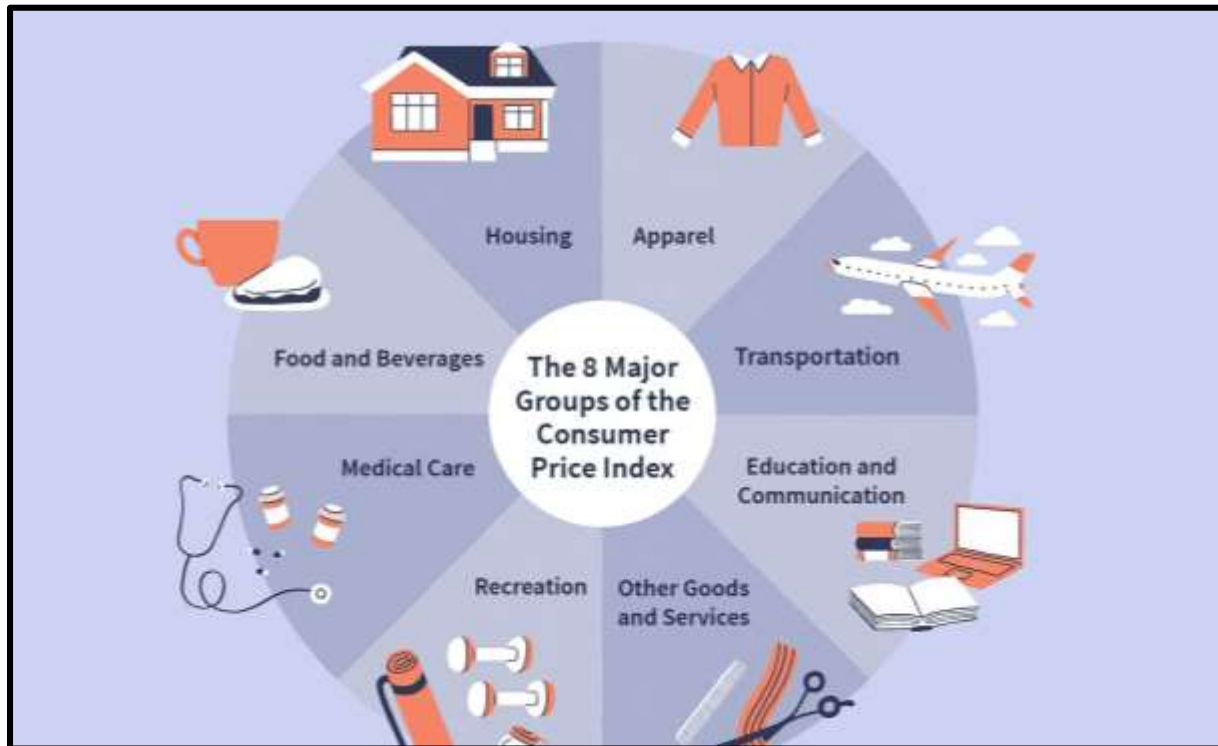 Housing
Apparel
Food and Beverages
Transportation
The 8 Major
Groups of the
Consumer
Price Index
Medical Care
Education and
Communication
Recreation
Other Goods
and Services